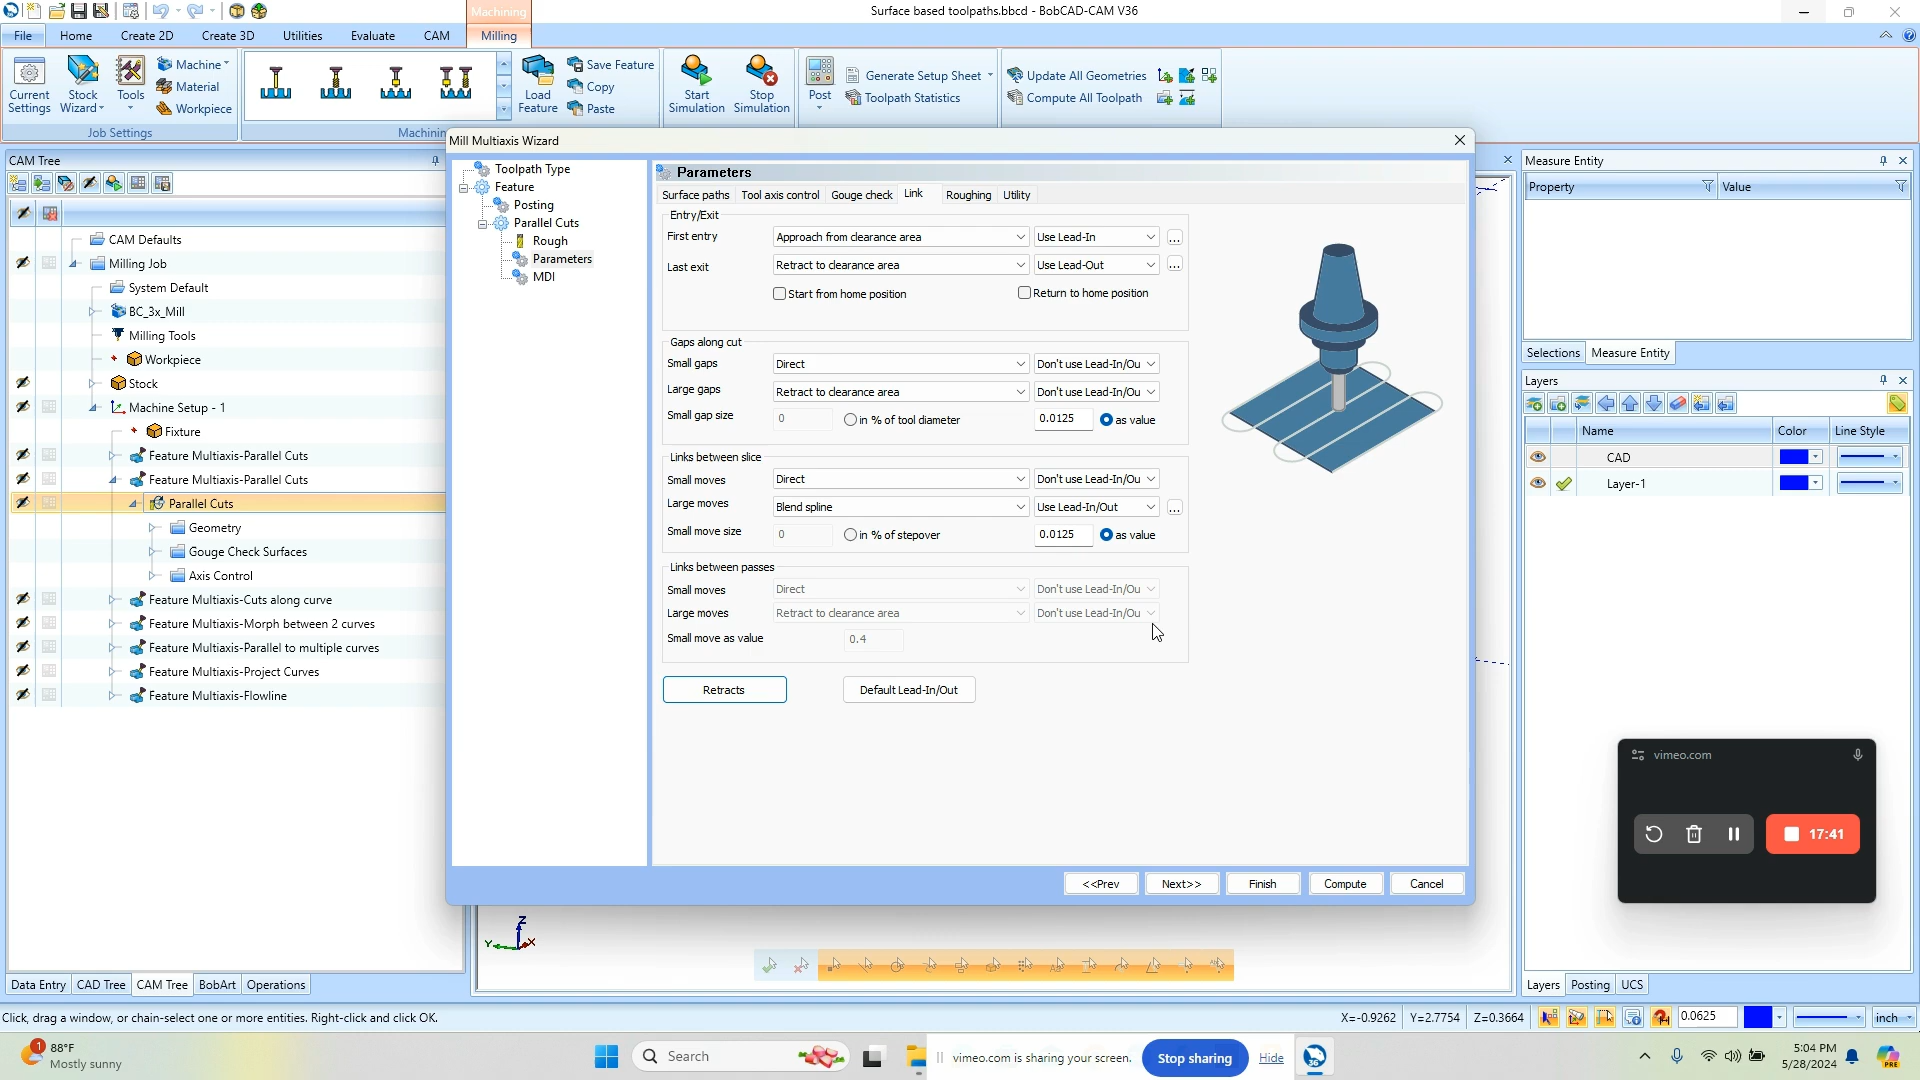 Machining
Surface based toolpaths.bbcd - BobCAD-CAM V36
File
Home
Create 2D
Create 3D
Utilities
Evaluate
CAM
Milling
Current Settings
Stock Wizard
Tools
Machine
Material
Workpiece
Load Feature
Save Feature
Copy
Paste
Start Simulation
Stop Simulation
Post
Generate Setup Sheet
Toolpath Statistics
Update All Geometries
Compute All Toolpath
Job Settings
Machinin
CAM Tree
CAM Defaults
Milling Job
System Default
BC_3x_Mill
Milling Tools
Workpiece
Stock
Machine Setup - 1
Fixture
Feature Multiaxis-Parallel Cuts
Feature Multiaxis-Parallel Cuts
Parallel Cuts
Geometry
Gouge Check Surfaces
Axis Control
Feature Multiaxis-Cuts along curve
Feature Multiaxis-Morph between 2 curves
Feature Multiaxis-Parallel to multiple curves
Feature Multiaxis-Project Curves
Feature Multiaxis-Flowline
Data Entry
CAD Tree
CAM Tree
BobArt
Operations
Mill Multiaxis Wizard
Toolpath Type
Feature
Posting
Parallel Cuts
Rough
Parameters
MDI
Parameters
Surface paths
Tool axis control
Gouge check
Link
Roughing
Utility
Entry/Exit
First entry
Approach from clearance area
Use Lead-In
...
Last exit
Retract to clearance area
Use Lead-Out
...
Start from home position
Return to home position
Gaps along cut
Small gaps
Direct
Don't use Lead-In/Ou
Large gaps
Retract to clearance area
Don't use Lead-In/Ou
Small gap size
0
in % of tool diameter
0.0125
as value
Links between slice
Small moves
Direct
Don't use Lead-In/Ou
Large moves
Blend spline
Use Lead-In/Out
...
Small move size
0
in % of stepover
0.0125
as value
Links between passes
Small moves
Direct
Don't use Lead-In/Ou
Large moves
Retract to clearance area
Don't use Lead-In/Ou
Small move as value
0.4
Retracts
Default Lead-In/Out
<<Prev
Next>>
Finish
Compute
Cancel
Z
Y
X
Measure Entity
Property
Value
Selections
Measure Entity
Layers
Name
Color
Line Style
CAD
Layer-1
vimeo.com
17:41
Layers
Posting
UCS
Click, drag a window, or chain-select one or more entities. Right-click and click OK.
X=-0.9262
Y=2.7754
Z=0.3664
0.0625
inch
1
88°F
Mostly sunny
Search
vimeo.com is sharing your screen.
Stop sharing
Hide
5:04 PM
5/28/2024
PRE